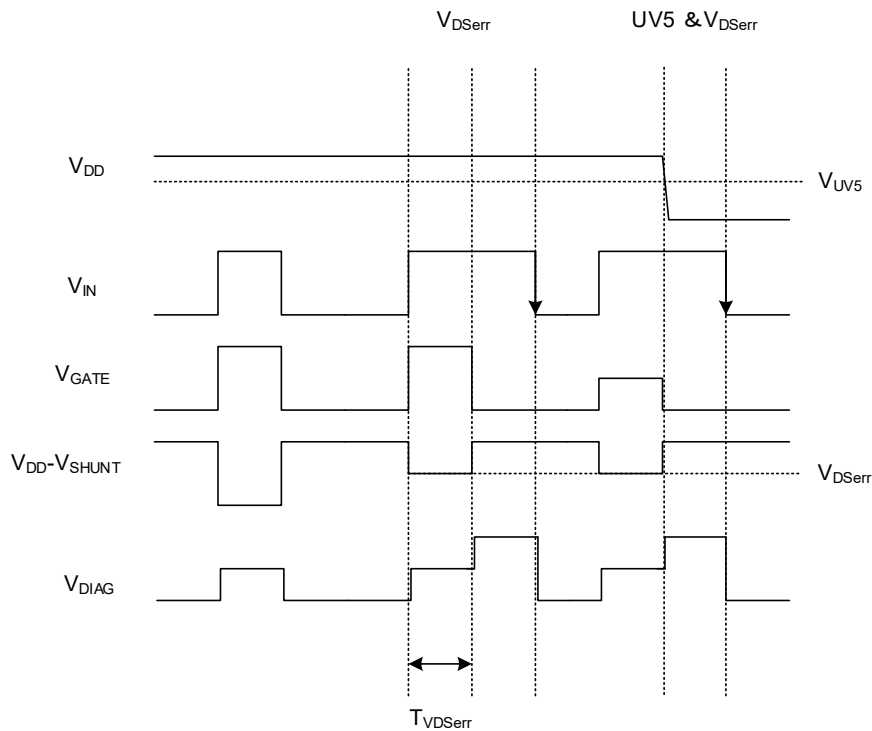 VDSerr
UV5 & VDSerr
VDD
VUV5
VIN
VGATE
VDD-VSHUNT
VDSerr
VDIAG
TVDSerr